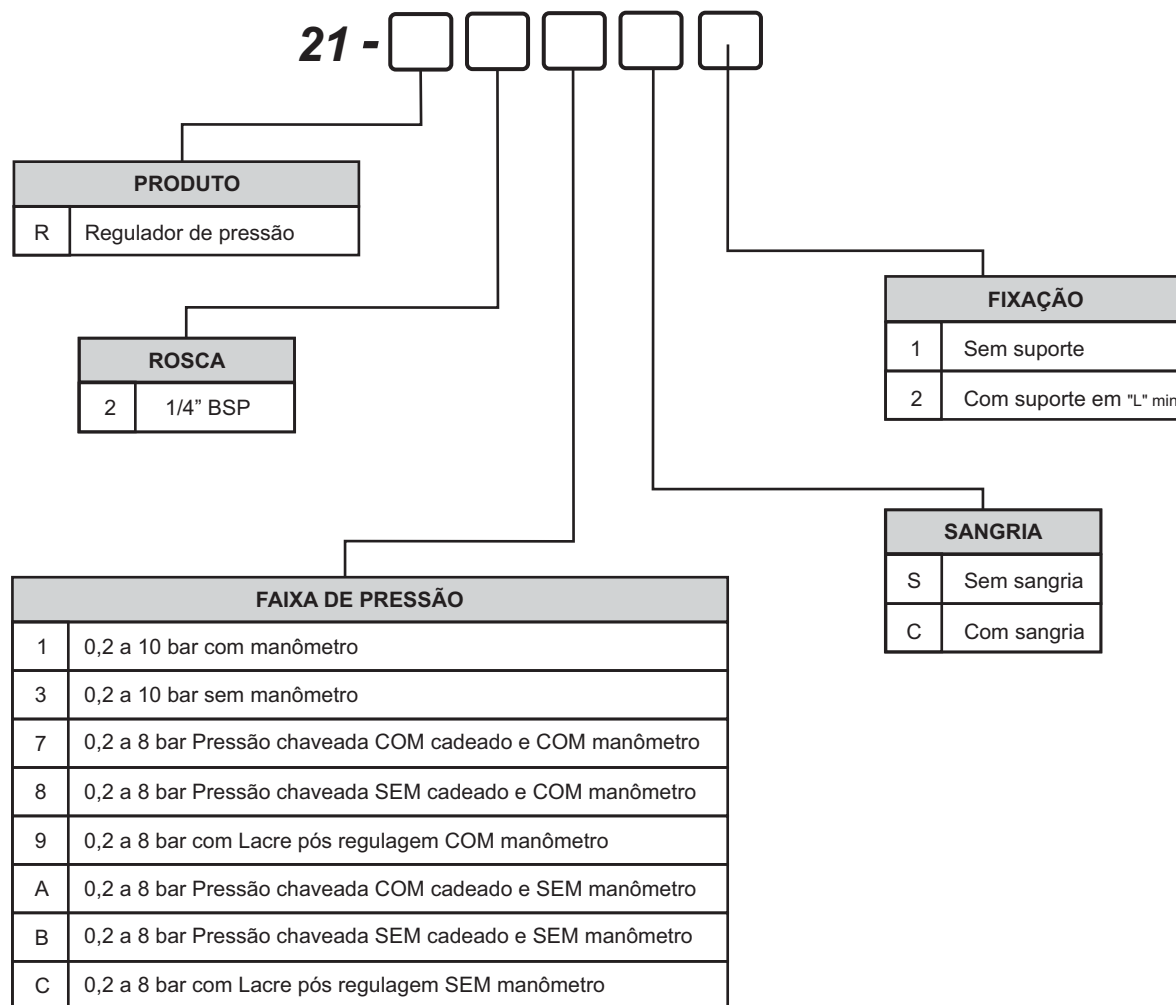 21 -
PRODUTO
R Regulador de pressão
ROSCA
2 1/4” BSP
FAIXA DE PRESSÃO
1 0,2 a 10 bar com manômetro
3 0,2 a 10 bar sem manômetro
7 0,2 a 8 bar Pressão chaveada COM cadeado e COM manômetro
8 0,2 a 8 bar Pressão chaveada SEM cadeado e COM manômetro
9 0,2 a 8 bar com Lacre pós regulagem COM manômetro
A 0,2 a 8 bar Pressão chaveada COM cadeado e SEM manômetro
B 0,2 a 8 bar Pressão chaveada SEM cadeado e SEM manômetro
C 0,2 a 8 bar com Lacre pós regulagem SEM manômetro
SANGRIA
S Sem sangria
C Com sangria
FIXAÇÃO
1 Sem suporte
2 Com suporte em "L"